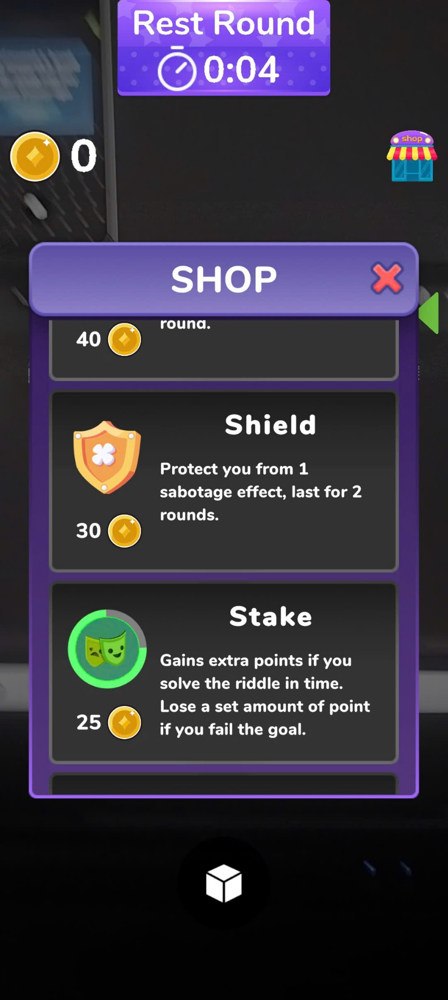 Rest Round
0:04
0
shop
SHOP
round.
40
Shield
Protect you from 1
sabotage effect, last for 2
rounds.
30
Stake
Gains extra points if you
solve the riddle in time.
Lose a set amount of point
if you fail the goal.
25